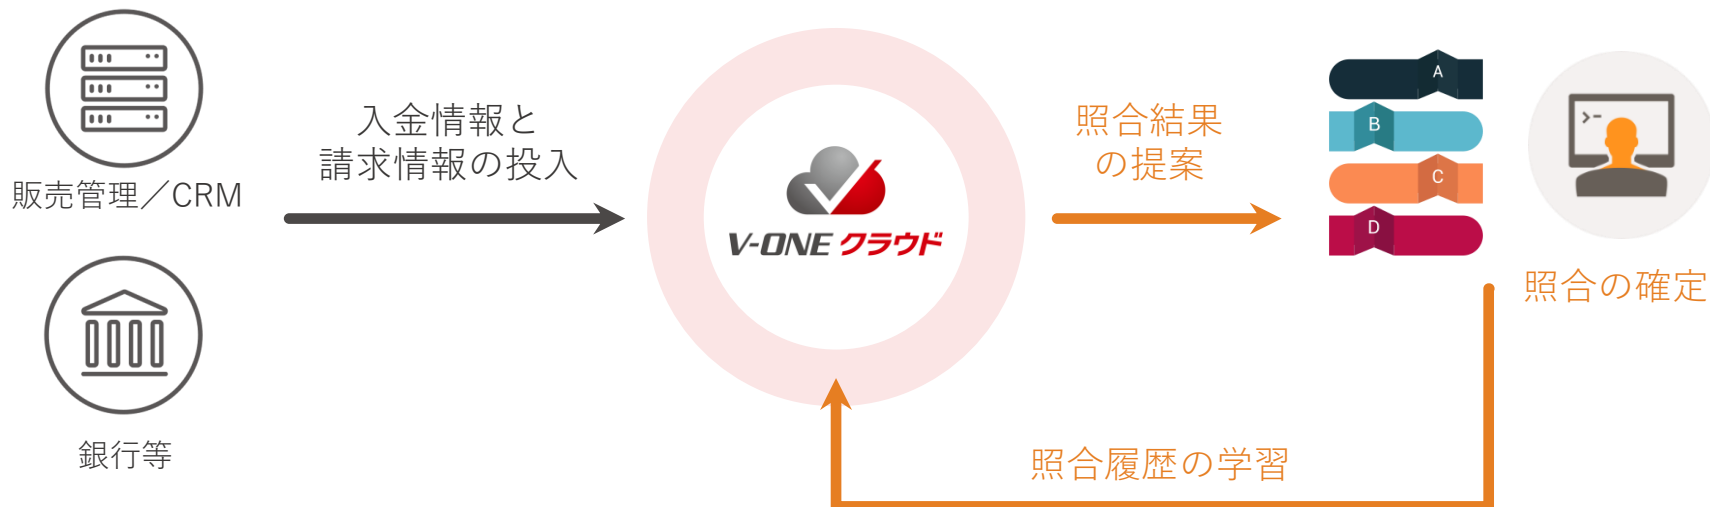 販売管理／CRM
銀行等
入金情報と
請求情報の投入
V-ONE クラウド
照合結果
の提案
A
B
C
D
>-
照合の確定
照合履歴の学習